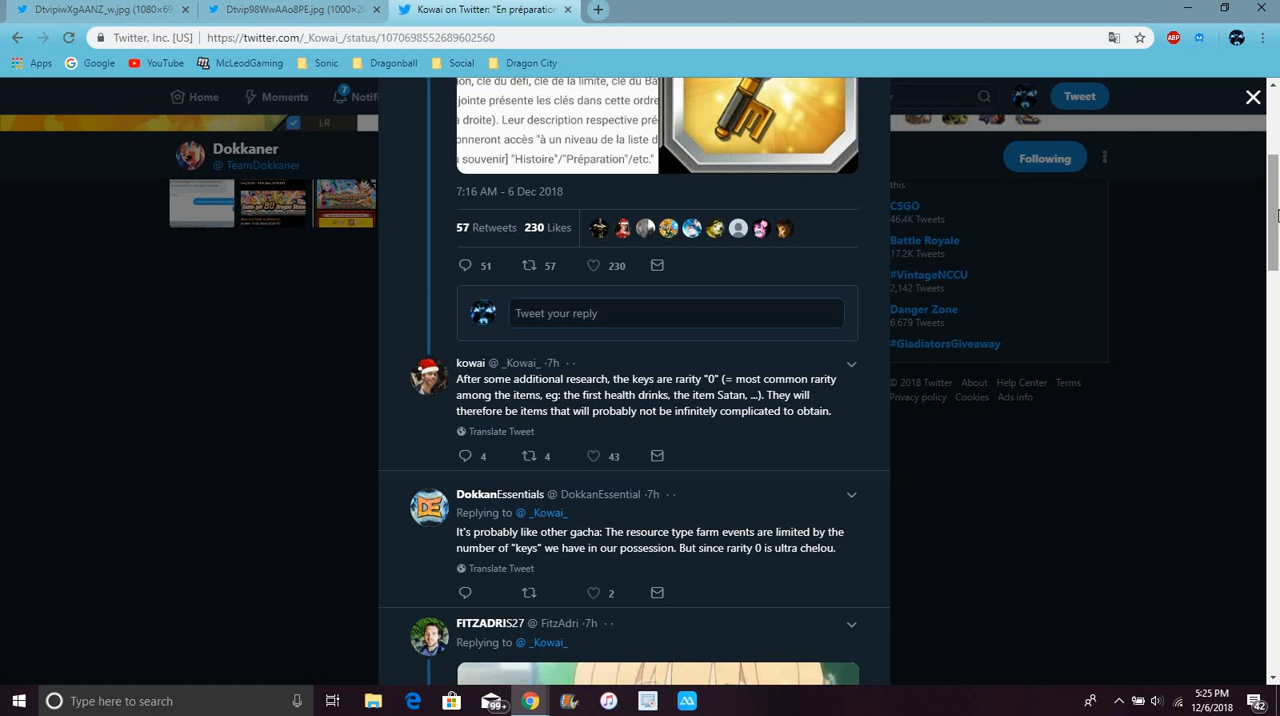 DtvipiwXgAANZ_w.jpg (1080×69
Dtvip98WwAAo8PE.jpg (1000×2
Kowai Twitter: "En préparation
Twitter, Inc. [US] https://twitter.com/_Kowai_/status/1070698552689602560
ABP
Apps Google YouTube McLeodGaming Sonic Dragonball Social Dragon City
Home Moments 7 Notifi
Tweet
on, clé du défi, clé de la limite, clé du Ba
jointe présente les clés dans cette ordre
a droite). Leur description respective pré
onneront accès "à un niveau de la liste d
u souvenir] "Histoire"/"Préparation"/etc."
LR
Dokkaner
@ TeamDokkaner
Following
7:16 AM - 6 Dec 2018
57 Retweets 230 Likes
51 57 230
Tweet your reply
this
CSGO
46.4K Tweets
Battle Royale
17.2K Tweets
#VintageNCCU
2,142 Tweets
Danger Zone
6,679 Tweets
#GladiatorsGiveaway
© 2018 Twitter About Help Center Terms
Privacy policy Cookies Ads info
kowai @ _Kowai_ ·7h
After some additional research, the keys are rarity "0" (= most common rarity
among the items, eg: the first health drinks, the item Satan, ...). They will
therefore be items that will probably not be infinitely complicated to obtain.
Translate Tweet
4 4 43
DokkanEssentials @ DokkanEssential ·7h
Replying to @ _Kowai_
It's probably like other gacha: The resource type farm events are limited by the
number of "keys" we have in our possession. But since rarity 0 is ultra chelou.
Translate Tweet
2
DE
FITZADRIS27 @ FitzAdri ·7h
Replying to @ _Kowai_
Type here to search
99+
5:25 PM
12/6/2018
42